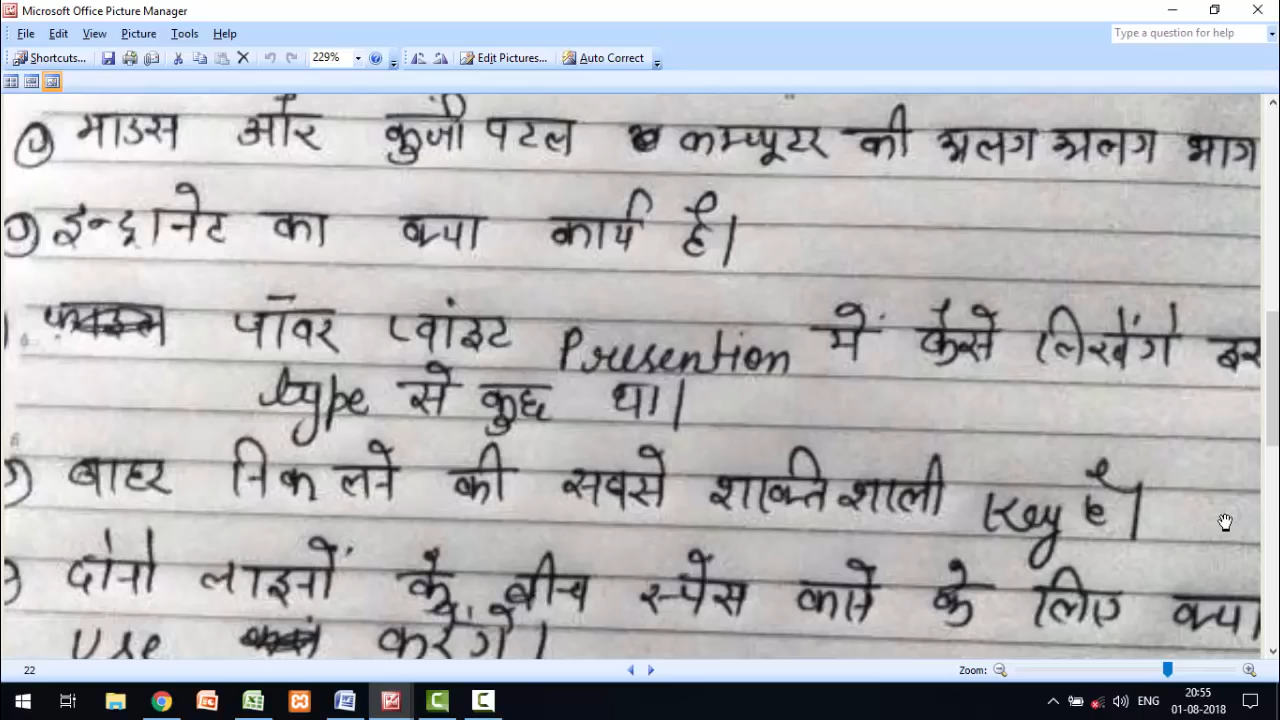 Microsoft Office Picture Manager
File Edit View Picture Tools Help
Type a question for help
Shortcuts... 229% Edit Pictures... Auto Correct
माउस और कुंजी पटल कम्प्यूटर की अलग अलग भाग
इन्ट्रानेट का क्या कार्य है।
पॉवर प्वांइट Presention में कैसे लिखेंगे इस
type से कुछ था।
बाहर निकलने की सबसे शाक्ति शाली Key है।
दोनो लाइनों के बीच स्पेस करने के लिए क्या
use करेंगे।
22 Zoom:
ENG 20:55
01-08-2018